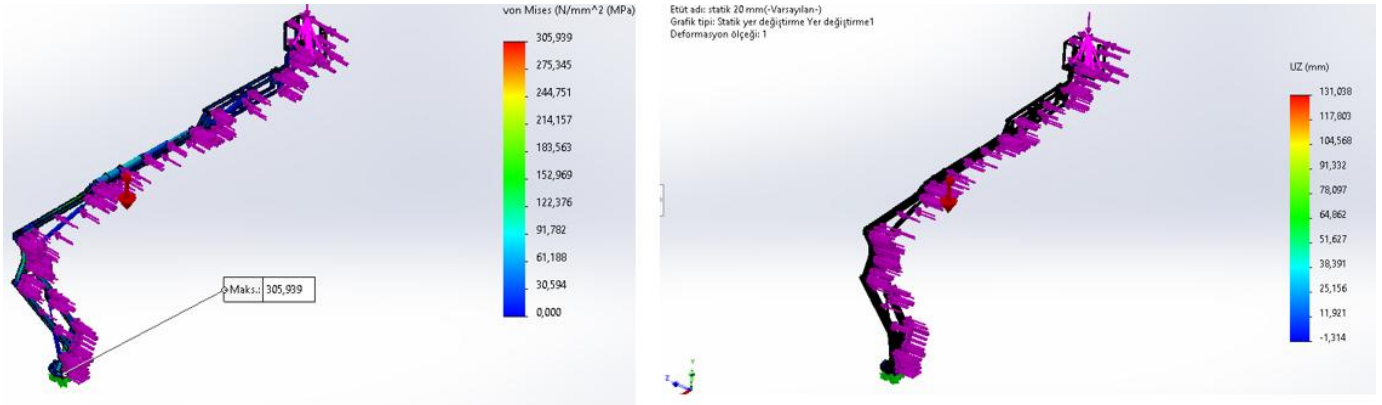 von Mises (N/mm^2 (MPa)
305,939
275,345
244,751
214,157
183,563
152,969
122,376
91,782
61,188
30,594
0,000
Maks.: 305,939
Etüt adı: statik 20 mm(-Varsayılan-)
Grafik tipi: Statik yer değiştirme Yer değiştirme1
Deformasyon ölçeği: 1
UZ (mm)
131,038
117,803
104,568
91,332
78,097
64,862
51,627
38,391
25,156
11,921
-1,314
Y
Z